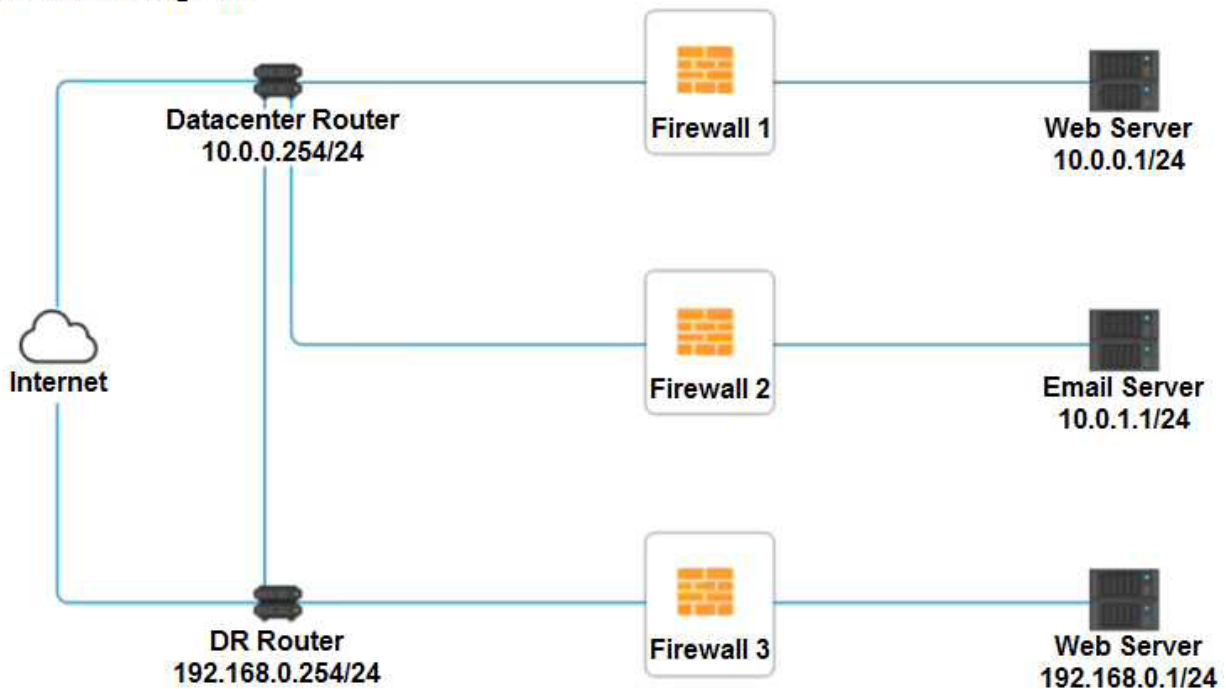 Datacenter Router
10.0.0.254/24
Firewall 1
Web Server
10.0.0.1/24
Internet
Firewall 2
Email Server
10.0.1.1/24
DR Router
192.168.0.254/24
Firewall 3
Web Server
192.168.0.1/24